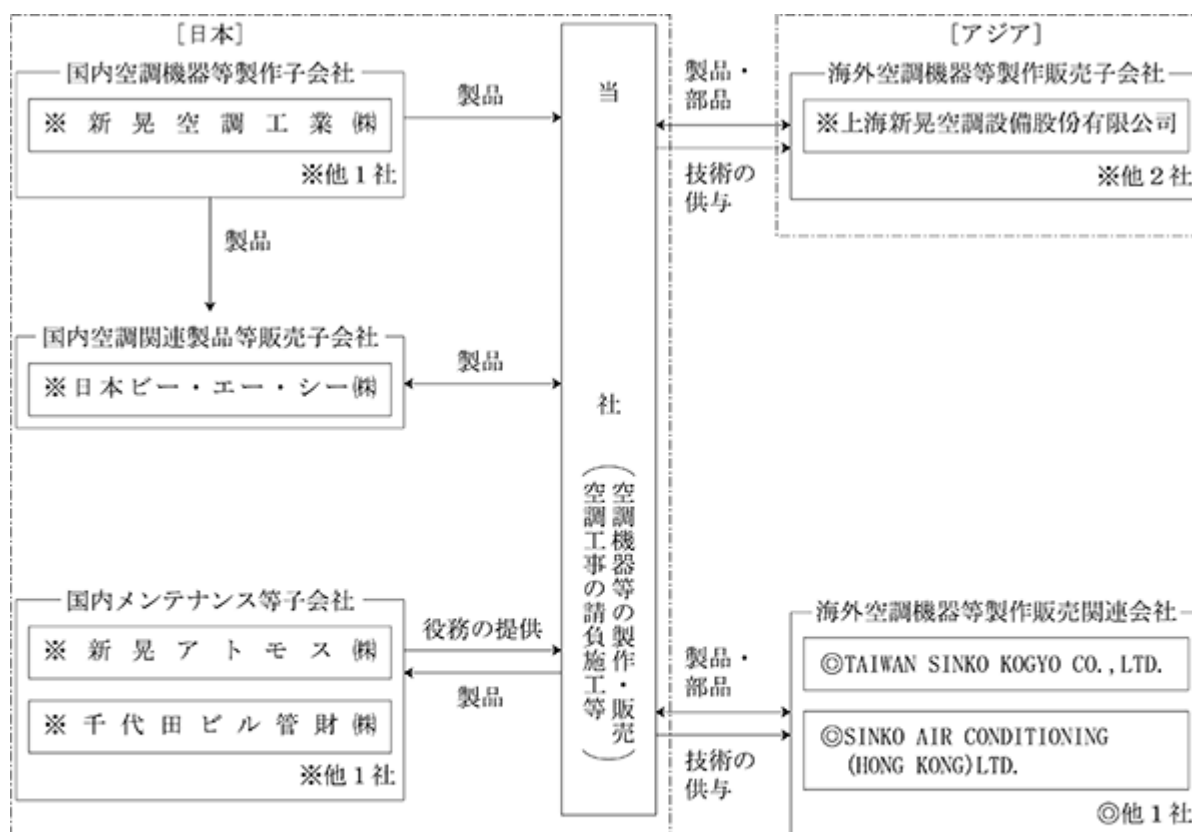 [日本]
国内空調機器等製作子会社
※新晃空調工業㈱
※他1社
製品
製品
国内空調関連製品等販売子会社
※日本ビー・エー・シー㈱
製品
国内メンテナンス等子会社
※新晃アトモス㈱
※千代田ビル管財㈱
※他1社
役務の提供
製品
当社
(空調機器等の製作・販売
空調工事の請負施工等)
[アジア]
製品・
部品
技術の
供与
海外空調機器等製作販売子会社
※上海新晃空調設備股份有限公司
※他2社
製品・
部品
技術の
供与
海外空調機器等製作販売関連会社
◎TAIWAN SINKO KOGYO CO.,LTD.
◎SINKO AIR CONDITIONING
(HONG KONG)LTD.
◎他1社